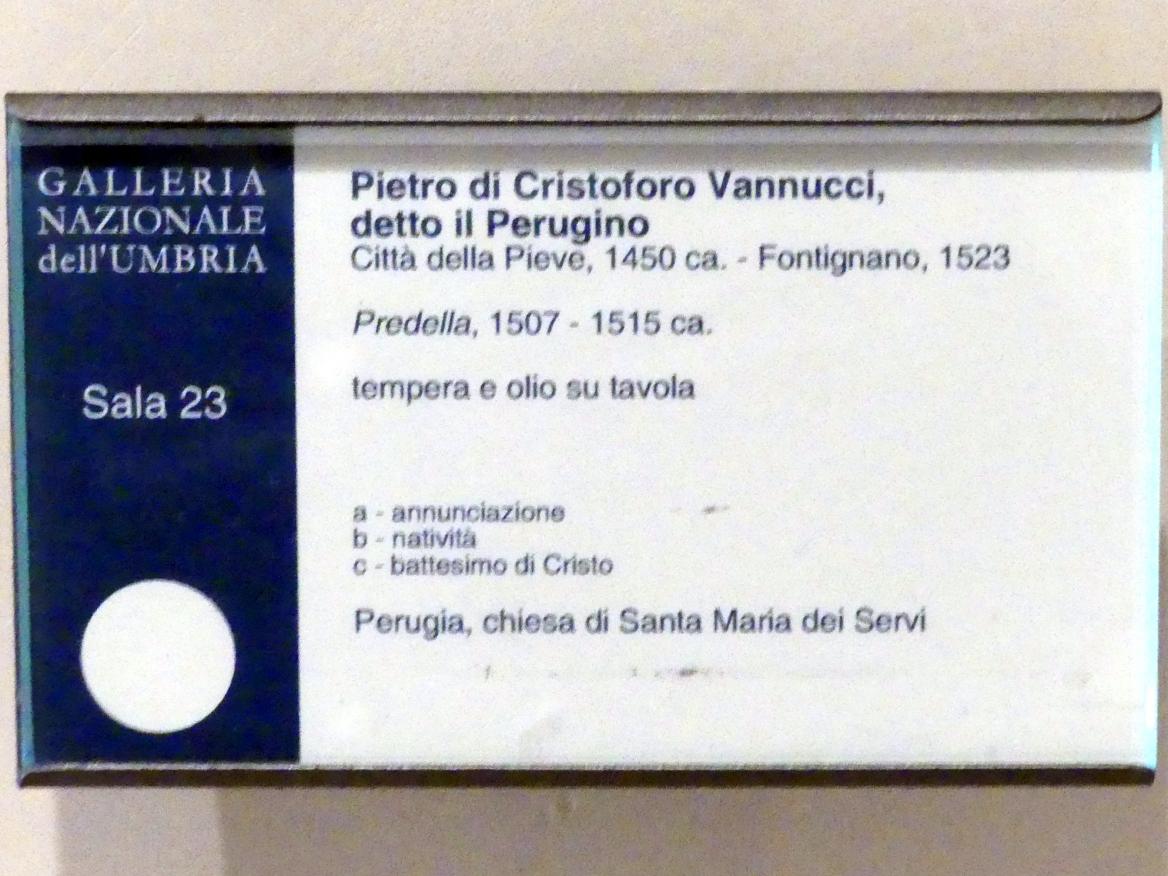 GALLERIA
NAZIONALE
dell'UMBRIA
Sala 23
Pietro di Cristoforo Vannucci,
detto il Perugino
Città della Pieve, 1450 ca. - Fontignano, 1523
Predella, 1507 - 1515 ca.
tempera e olio su tavola
a - annunciazione
b - natività
c - battesimo di Cristo
Perugia, chiesa di Santa Maria dei Servi